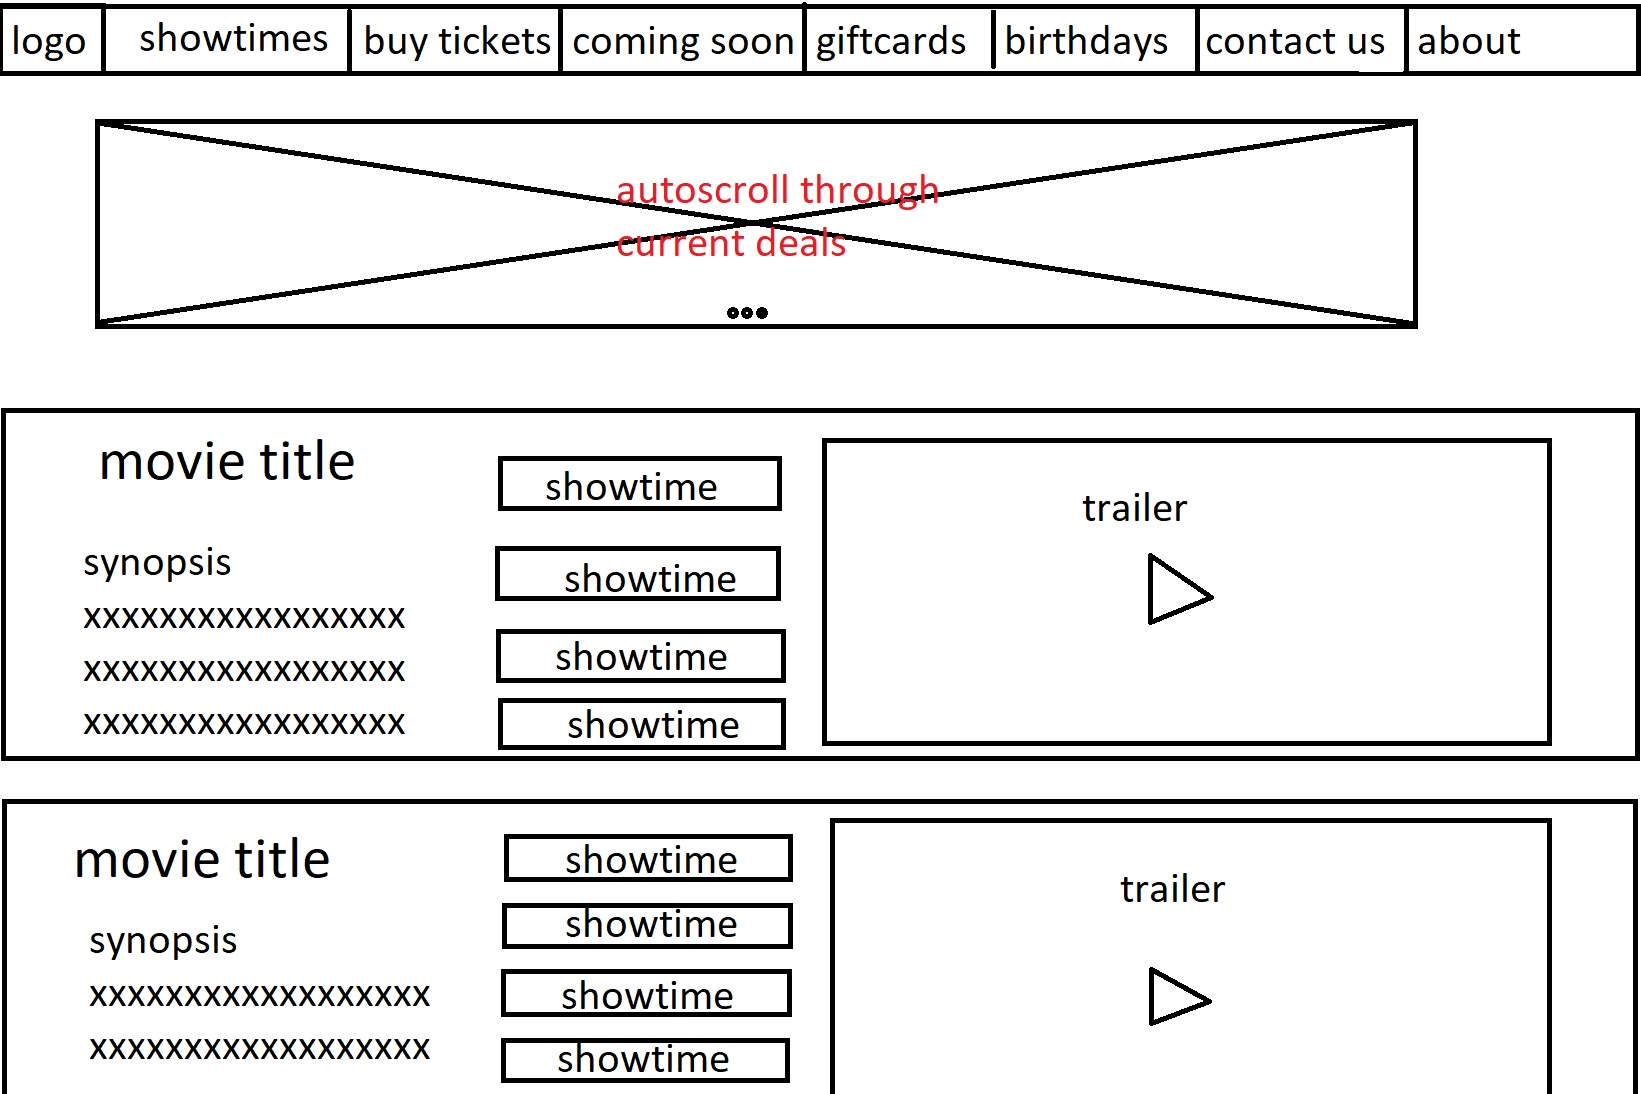 logo showtimes buy tickets coming soon giftcards birthdays contact us about
autoscroll through
current deals
movie title
synopsis
xxxxxxxxxxxxxxxxx
xxxxxxxxxxxxxxxxx
xxxxxxxxxxxxxxxxx
showtime
showtime
showtime
showtime
trailer
movie title
synopsis
xxxxxxxxxxxxxxxxxx
xxxxxxxxxxxxxxxxxx
showtime
showtime
showtime
showtime
trailer